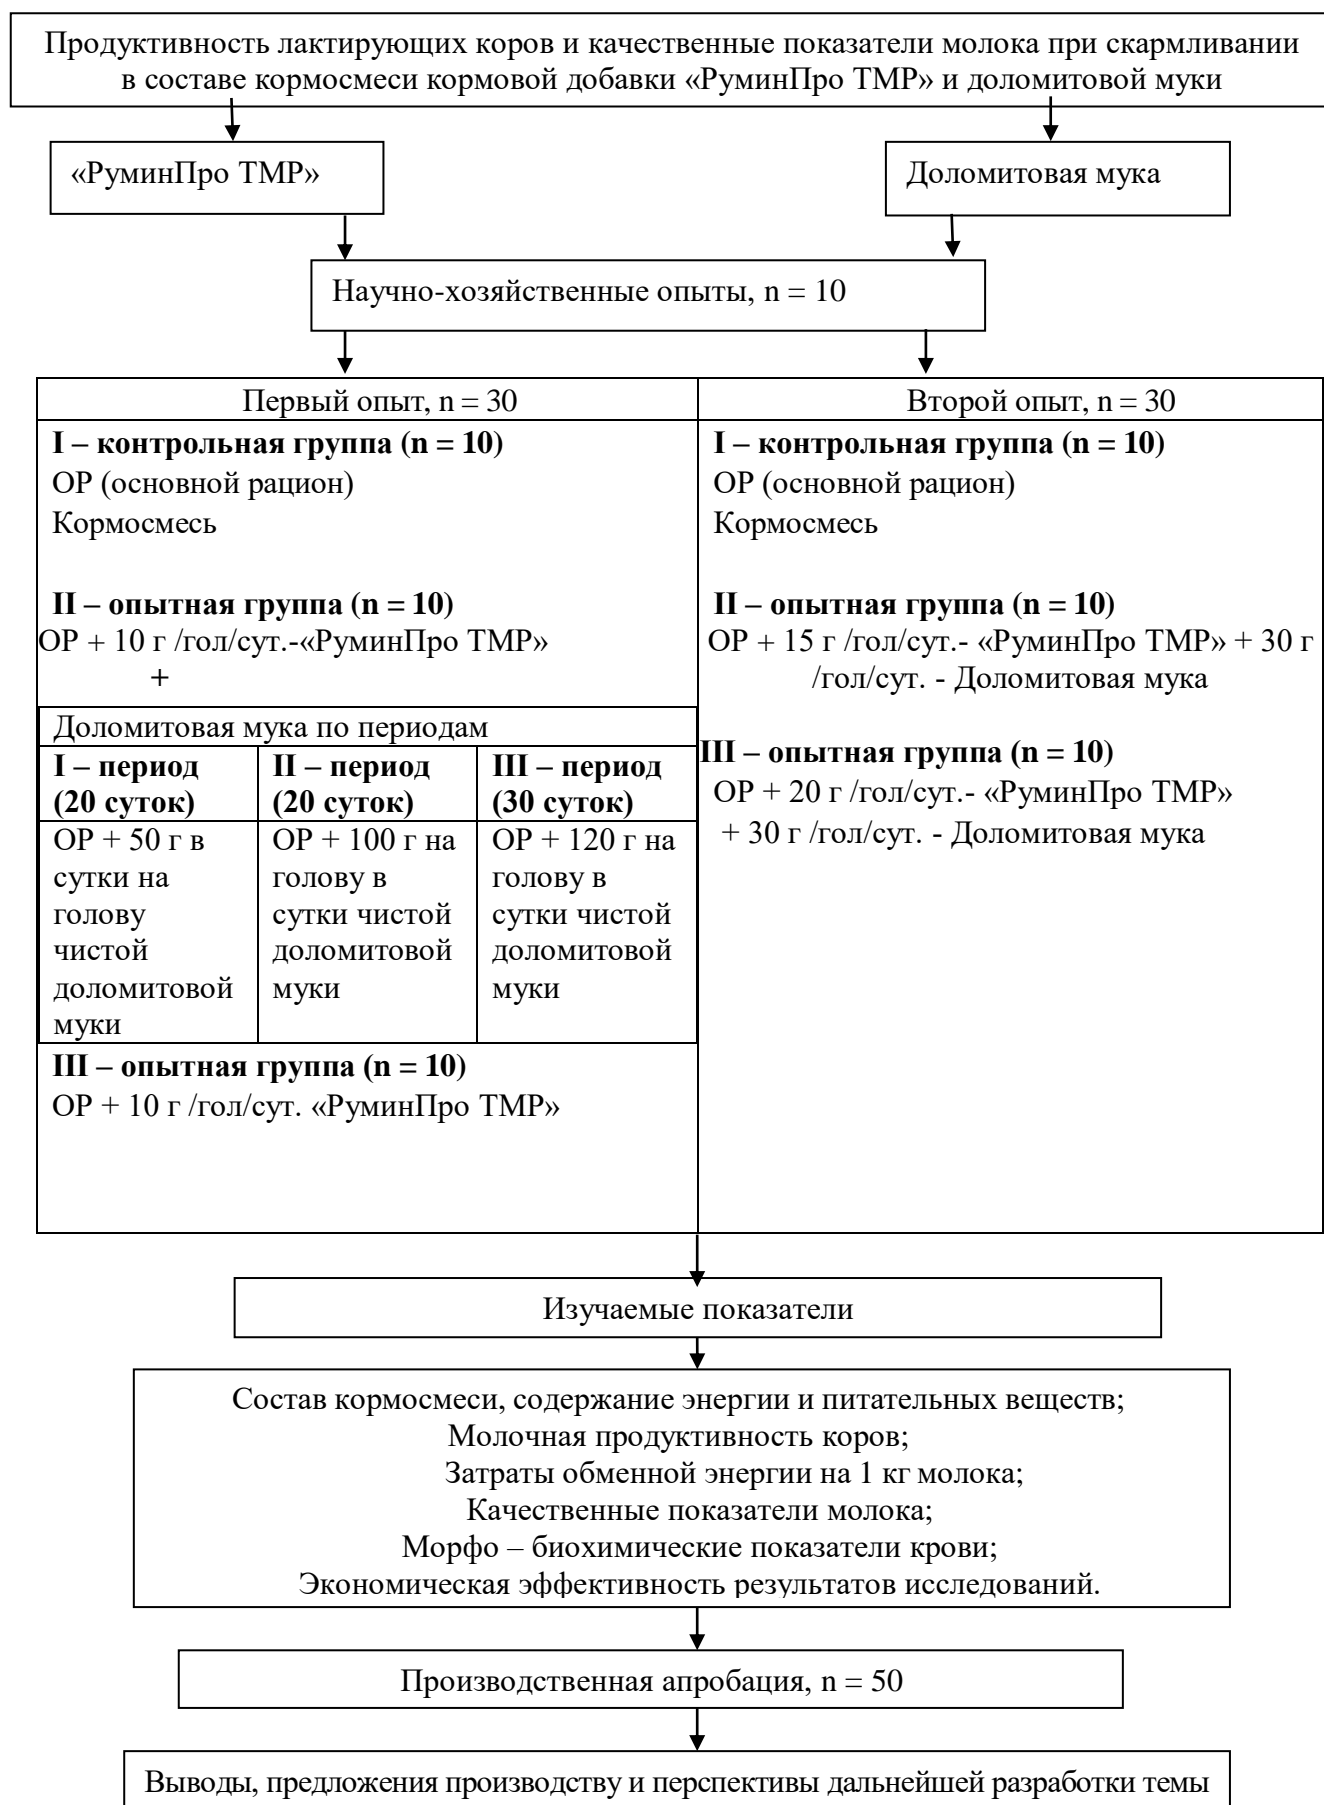 Продуктивность лактирующих коров и качественные показатели молока при скармливании
в составе кормосмеси кормовой добавки «РуминПро ТМР» и доломитовой муки
«РуминПро ТМР»
Доломитовая мука
Научно-хозяйственные опыты, n = 10
Первый опыт, n = 30
I – контрольная группа (n = 10)
ОР (основной рацион)
Кормосмесь
II – опытная группа (n = 10)
ОР + 10 г /гол/сут.-«РуминПро ТМР»
+
Доломитовая мука по периодам
I – период
(20 суток)
ОР + 50 г в
сутки на
голову
чистой
доломитовой
муки
II – период
(20 суток)
ОР + 100 г на
голову в
сутки чистой
доломитовой
муки
III – период
(30 суток)
ОР + 120 г на
голову в
сутки чистой
доломитовой
муки
III – опытная группа (n = 10)
ОР + 10 г /гол/сут. «РуминПро ТМР»
Второй опыт, n = 30
I – контрольная группа (n = 10)
ОР (основной рацион)
Кормосмесь
II – опытная группа (n = 10)
ОР + 15 г /гол/сут.- «РуминПро ТМР» + 30 г
/гол/сут. - Доломитовая мука
III – опытная группа (n = 10)
ОР + 20 г /гол/сут.- «РуминПро ТМР»
+ 30 г /гол/сут. - Доломитовая мука
Изучаемые показатели
Состав кормосмеси, содержание энергии и питательных веществ;
Молочная продуктивность коров;
Затраты обменной энергии на 1 кг молока;
Качественные показатели молока;
Морфо – биохимические показатели крови;
Экономическая эффективность результатов исследований.
Производственная апробация, n = 50
Выводы, предложения производству и перспективы дальнейшей разработки темы